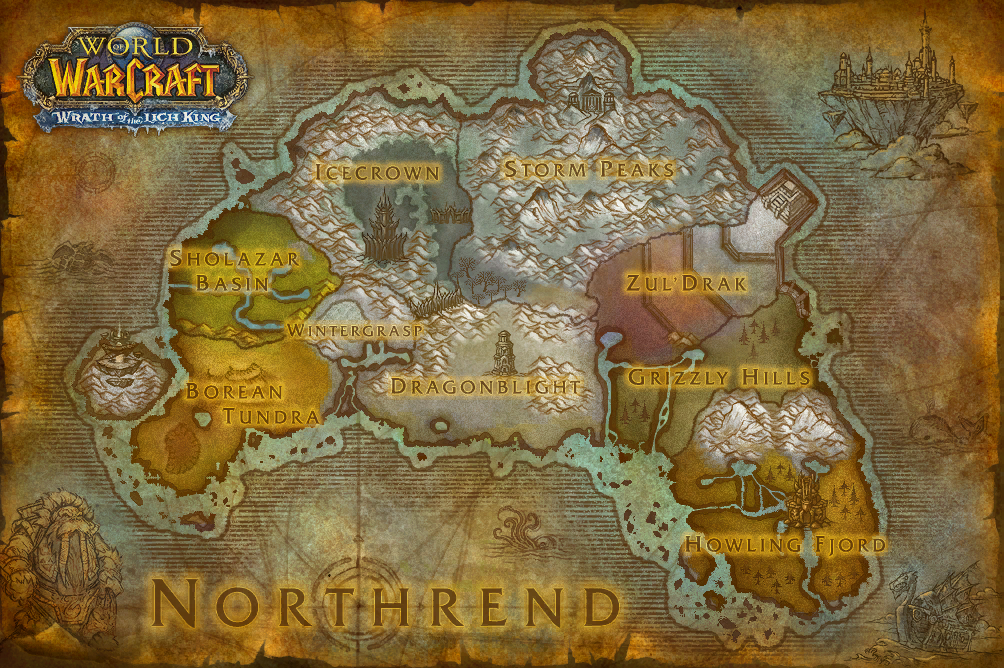 WORLD
OF
WARCRAFT
WRATH OF THE LICH KING
ICECROWN
STORM PEAKS
SHOLAZAR
BASIN
ZUL'DRAK
WINTERGRASP
DRAGONBLIGHT
GRIZZLY HILLS
BOREAN
TUNDRA
HOWLING FJORD
NORTHREND